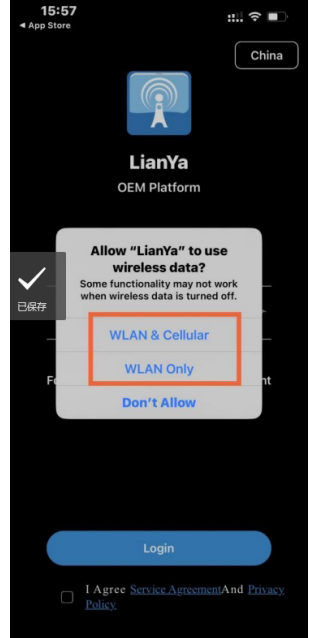 15:57
◀ App Store
China
LianYa
OEM Platform
Allow "LianYa" to use
wireless data?
Some functionality may not work
when wireless data is turned off.
已保存
WLAN & Cellular
WLAN Only
Don't Allow
Login
I Agree Service AgreementAnd Privacy
Policy